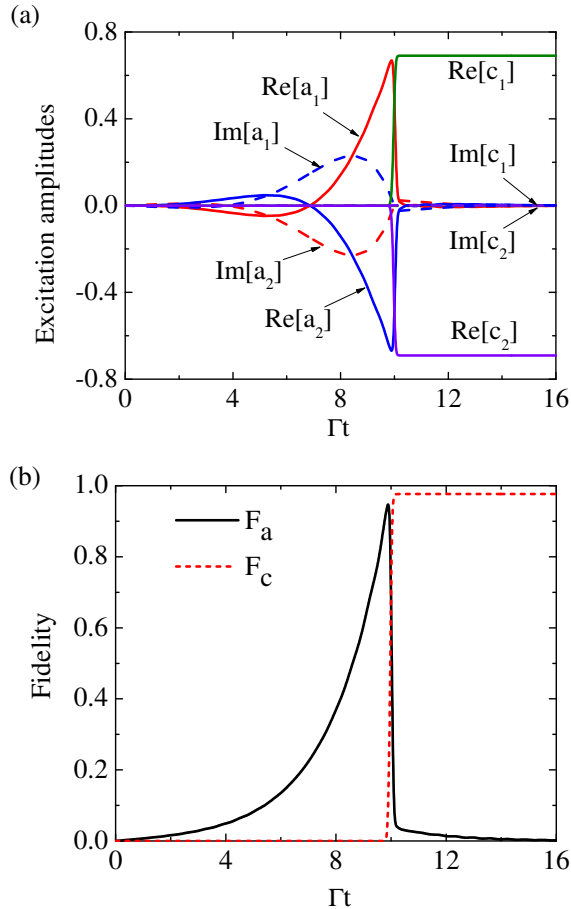 (a)
0.8
0.4
0.0
-0.4
-0.8
Excitation amplitudes
Re[a1]
Im[a1]
Im[a2]
Re[a2]
Re[c1]
Im[c1]
Im[c2]
Re[c2]
0 4 8 12 16
Γt
(b)
1.0
0.8
0.6
0.4
0.2
0.0
Fidelity
Fa
Fc
0 4 8 12 16
Γt